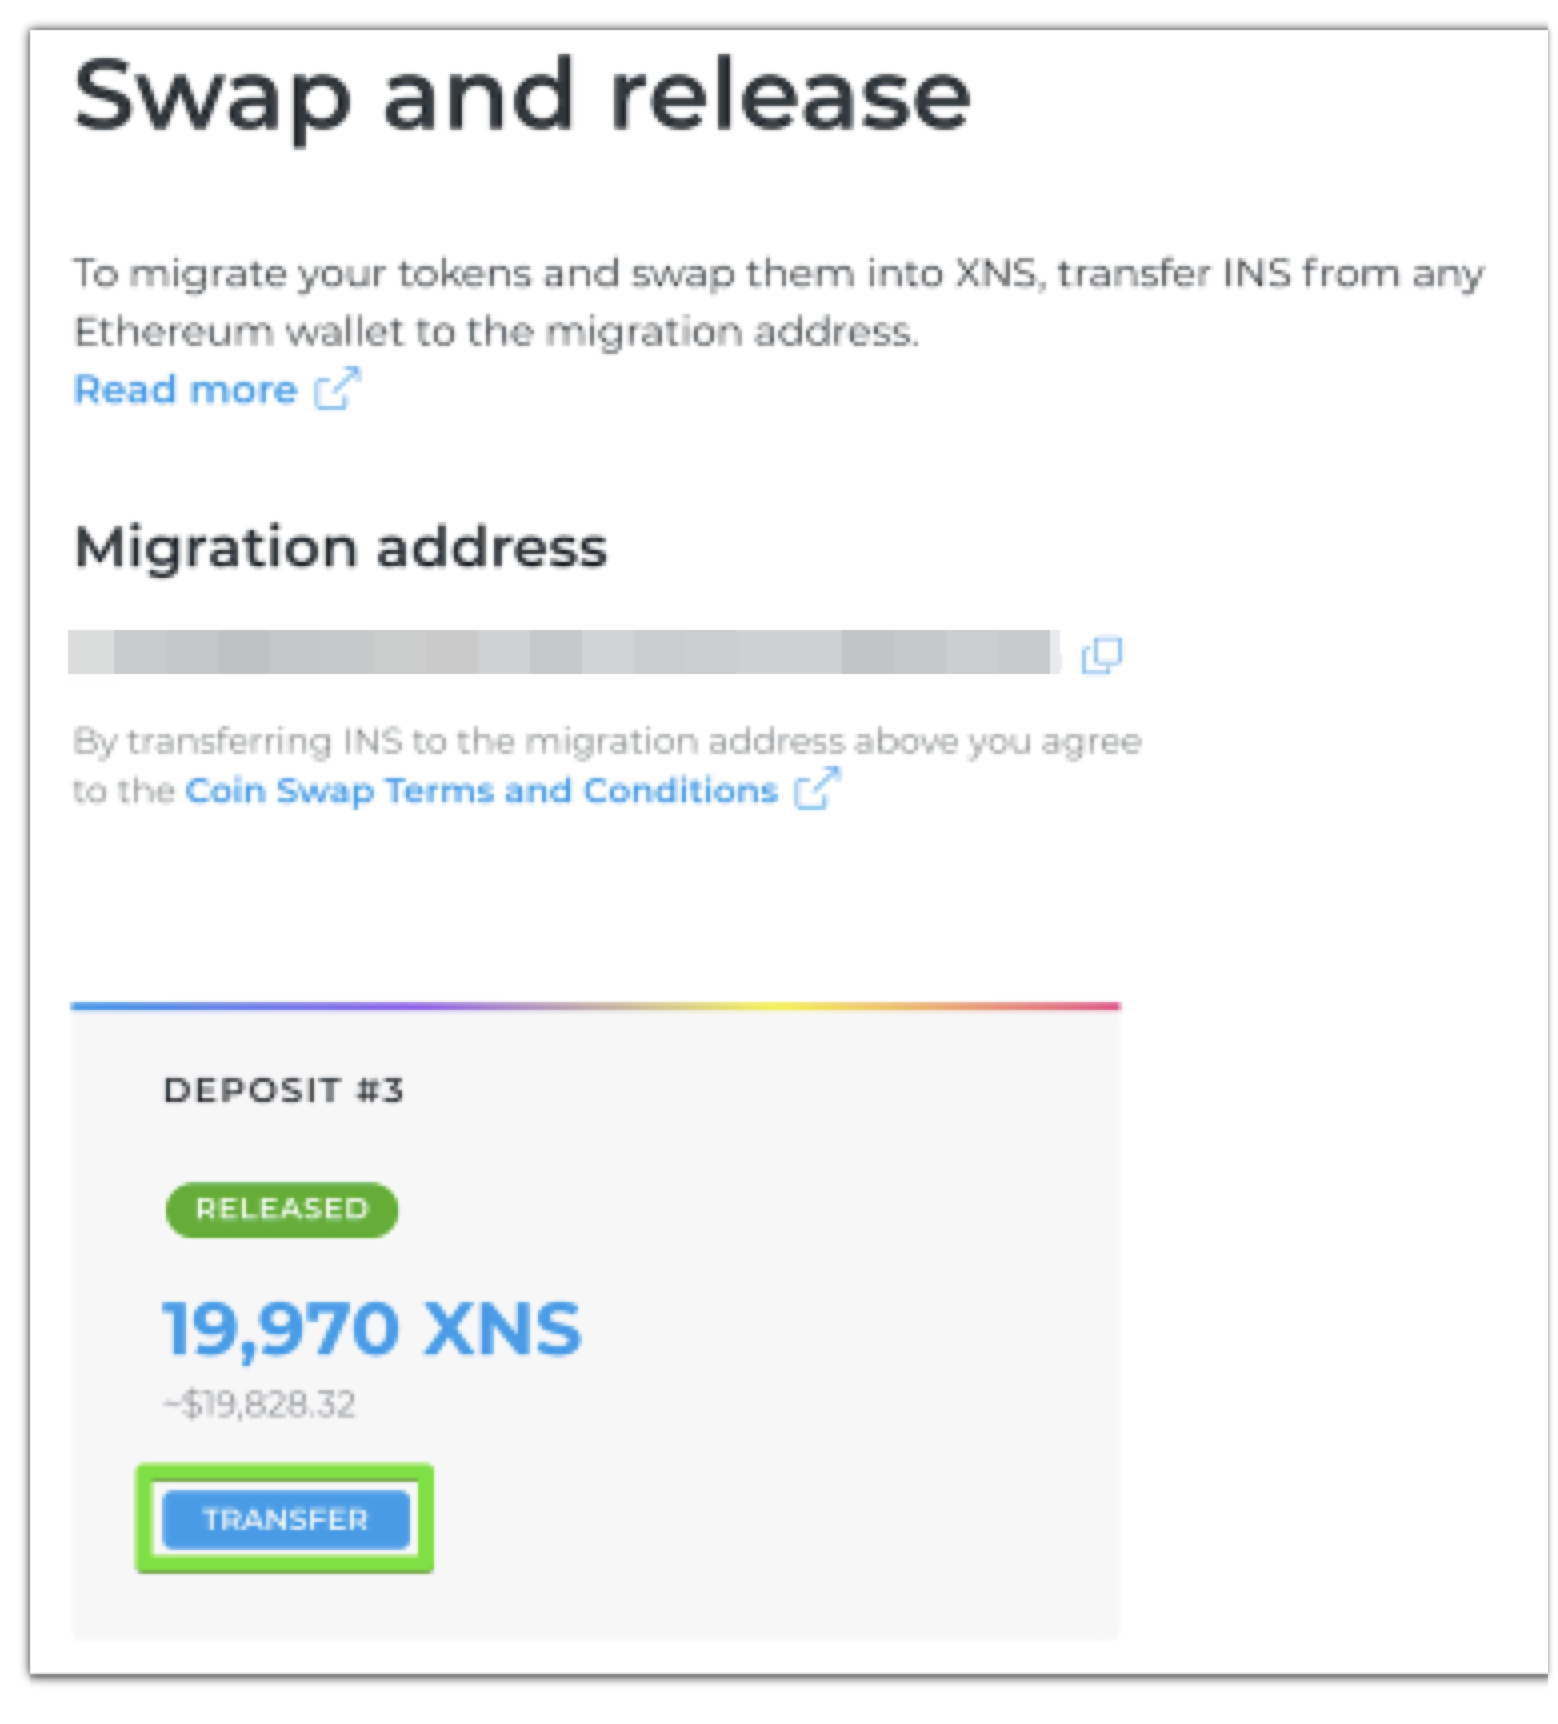 Swap and release
To migrate your tokens and swap them into XNS, transfer INS from any
Ethereum wallet to the migration address.
Read more
Migration address
By transferring INS to the migration address above you agree
to the Coin Swap Terms and Conditions
DEPOSIT #3
RELEASED
19,970 XNS
~$19,828.32
TRANSFER